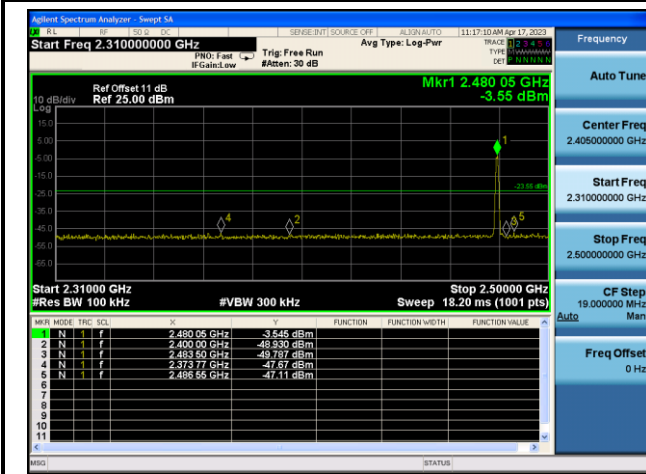 Agilent Spectrum Analyzer - Swept SA
RL RF 50 Ω DC SENSE:INT SOURCE OFF ALIGN AUTO 11:17:10 AM Apr 17, 2023
Start Freq 2.310000000 GHz
PNO: Fast
IFGain:Low
Trig: Free Run
#Atten: 30 dB
Avg Type: Log-Pwr
TRACE 1 2 3 4 5 6
TYPE
DET P N N N N N
Frequency
Auto Tune
Center Freq
2.405000000 GHz
Start Freq
2.310000000 GHz
Stop Freq
2.500000000 GHz
CF Step
19.000000 MHz
Auto Man
Freq Offset
0 Hz
Mkr1 2.480 05 GHz
-3.55 dBm
Ref Offset 11 dB
10 dB/div Ref 25.00 dBm
Log
15.0
5.00
-5.00
-15.0
-25.0
-35.0
-45.0
-55.0
-65.0
1
-23.55 dBm
4
2
5
Start 2.31000 GHz Stop 2.50000 GHz
#Res BW 100 kHz #VBW 300 kHz Sweep 18.20 ms (1001 pts)
MKR MODE TRC SCL X Y FUNCTION FUNCTION WIDTH FUNCTION VALUE
1 N 1 f 2.480 05 GHz -3.545 dBm
2 N 1 f 2.400 00 GHz -48.930 dBm
3 N 1 f 2.483 50 GHz -49.787 dBm
4 N 1 f 2.373 77 GHz -47.67 dBm
5 N 1 f 2.486 55 GHz -47.11 dBm
6
7
8
9
10
11
MSG STATUS